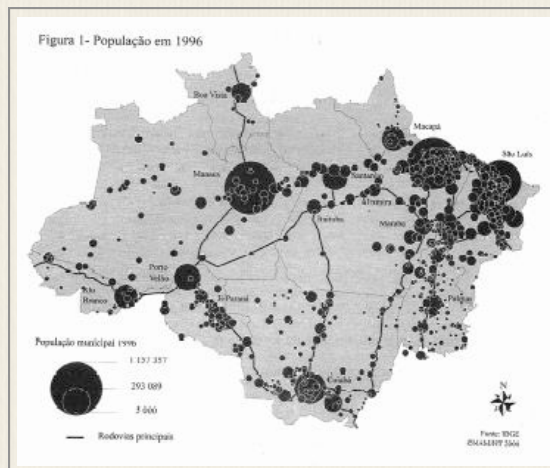 Figura 1- População em 1996
Boa Vista
Macapá
São Luís
Manaus
Santarém
Altamira
Itaituba
Marabá
Porto
Velho
Rio
Branco
Ji-Paraná
Palmas
Cuiabá
População municipal 1996
1 157 357
293 089
3 000
Rodovias principais
N
Fonte: IBGE